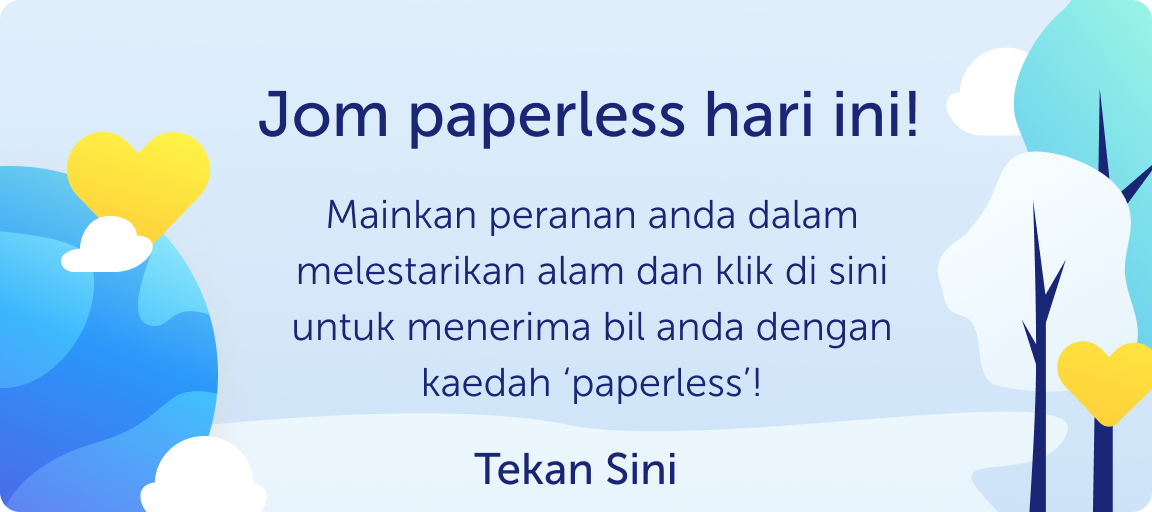 Jom paperless hari ini!
Mainkan peranan anda dalam
melestarikan alam dan klik di sini
untuk menerima bil anda dengan
kaedah ‘paperless’!
Tekan Sini